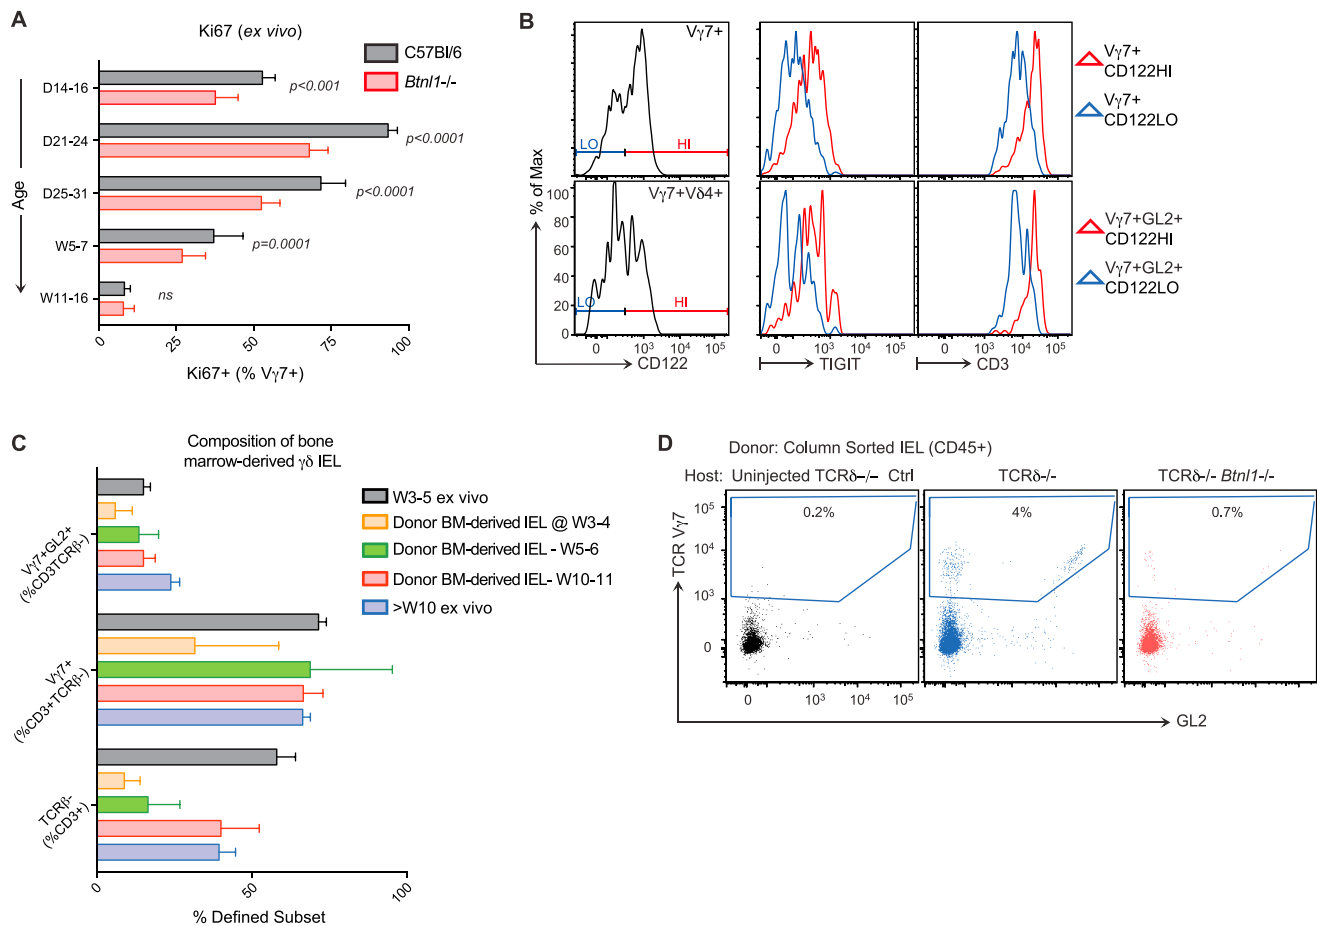 A
Ki67 (ex vivo)
C57Bl/6
Btnl1-/-
Age
D14-16
p<0.001
D21-24
p<0.0001
D25-31
p<0.0001
W5-7
p=0.0001
W11-16
ns
0 25 50 75 100
Ki67+ (% Vγ7+)
B
% of Max
Vγ7+
LO HI
Vγ7+Vδ4+
100
80
60
40
20
0
LO HI
0 10³ 10⁴ 10⁵
CD122
0 10³ 10⁴ 10⁵
TIGIT
0 10³ 10⁴ 10⁵
CD3
Vγ7+
CD122HI
Vγ7+
CD122LO
Vγ7+GL2+
CD122HI
Vγ7+GL2+
CD122LO
C
Composition of bone
marrow-derived γδ IEL
W3-5 ex vivo
Donor BM-derived IEL @ W3-4
Donor BM-derived IEL - W5-6
Donor BM-derived IEL- W10-11
>W10 ex vivo
Vγ7+GL2+
(%CD3TCRβ-)
Vγ7+
(%CD3+TCRβ-)
TCRβ-
(%CD3+)
0 50 100
% Defined Subset
D
Donor: Column Sorted IEL (CD45+)
Host: Uninjected TCRδ–/– Ctrl
TCRδ-/-
TCRδ-/- Btnl1-/-
0.2%
4%
0.7%
TCR Vγ7
10⁵
10⁴
10³
0
0 10³ 10⁴ 10⁵
GL2